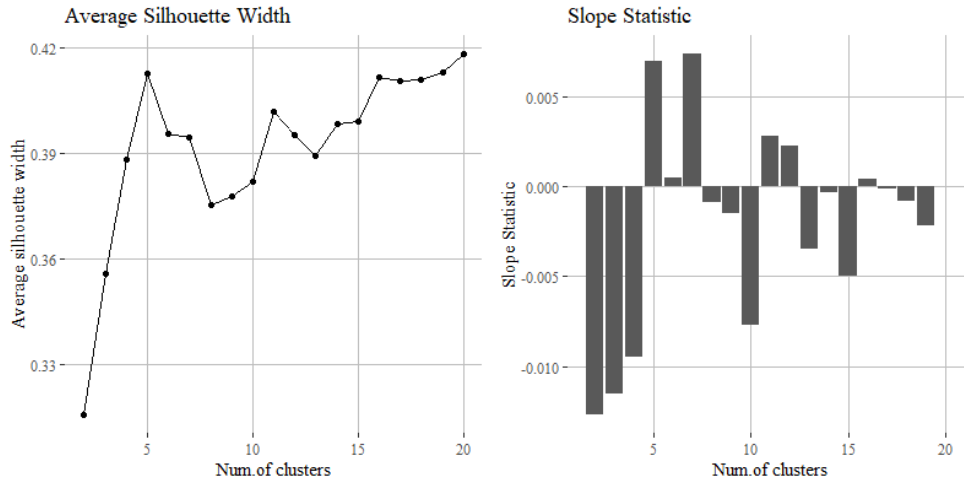 Average Silhouette Width
Average silhouette width
0.42
0.39
0.36
0.33
5
10
15
20
Num.of clusters
Slope Statistic
Slope Statistic
0.005
0.000
-0.005
-0.010
5
10
15
20
Num.of clusters